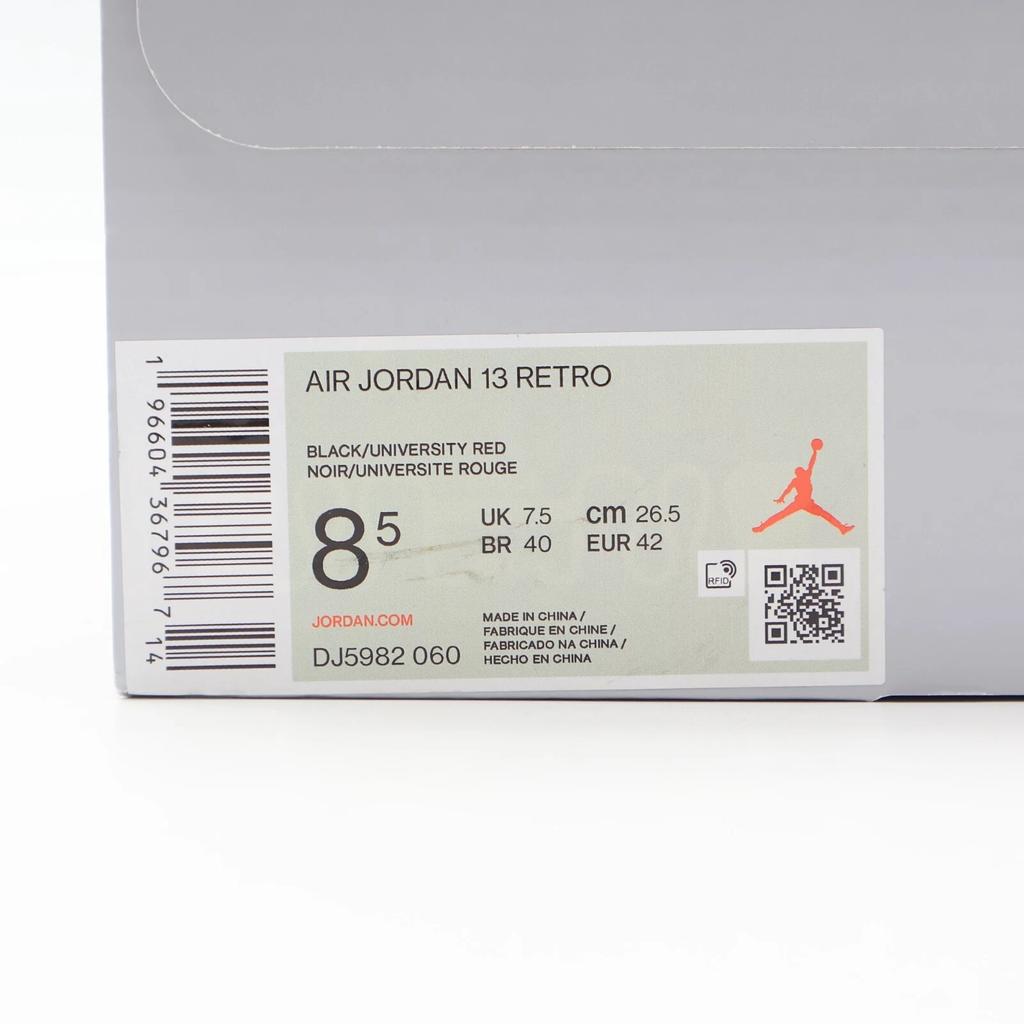 AIR JORDAN 13 RETRO
BLACK/UNIVERSITY RED
NOIR/UNIVERSITE ROUGE
8 5
UK 7.5 cm 26.5
BR 40 EUR 42
JORDAN.COM
DJ5982 060
MADE IN CHINA /
FABRIQUE EN CHINE /
FABRICADO NA CHINA /
HECHO EN CHINA
RFID
1 96604 36796 7 14